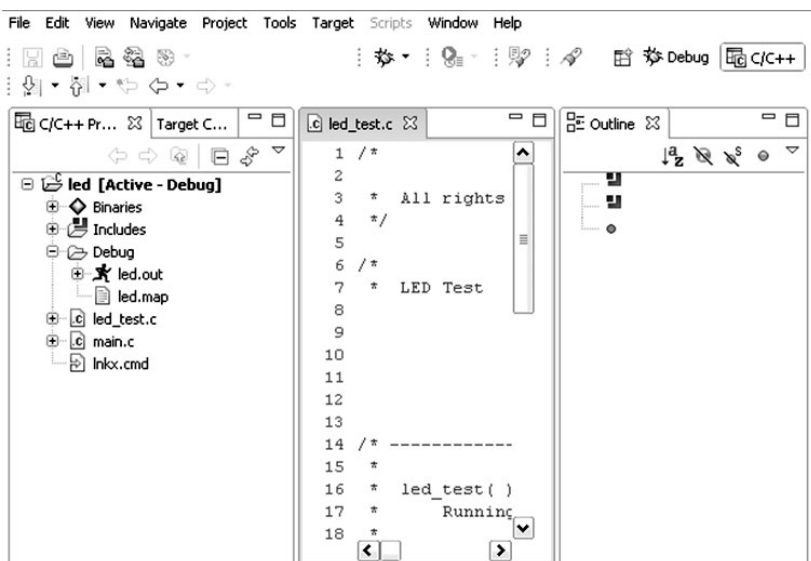 File Edit View Navigate Project Tools Target Scripts Window Help
Debug C/C++
C/C++ Pr... Target C...
led [Active - Debug]
Binaries
Includes
Debug
led.out
led.map
led_test.c
main.c
lnkx.cmd
led_test.c
1 /*
2
3 * All rights
4 */
5
6 /*
7 * LED Test
8
9
10
11
12
13
14 /* -------------
15 *
16 * led_test( )
17 * Running
18 *
Outline